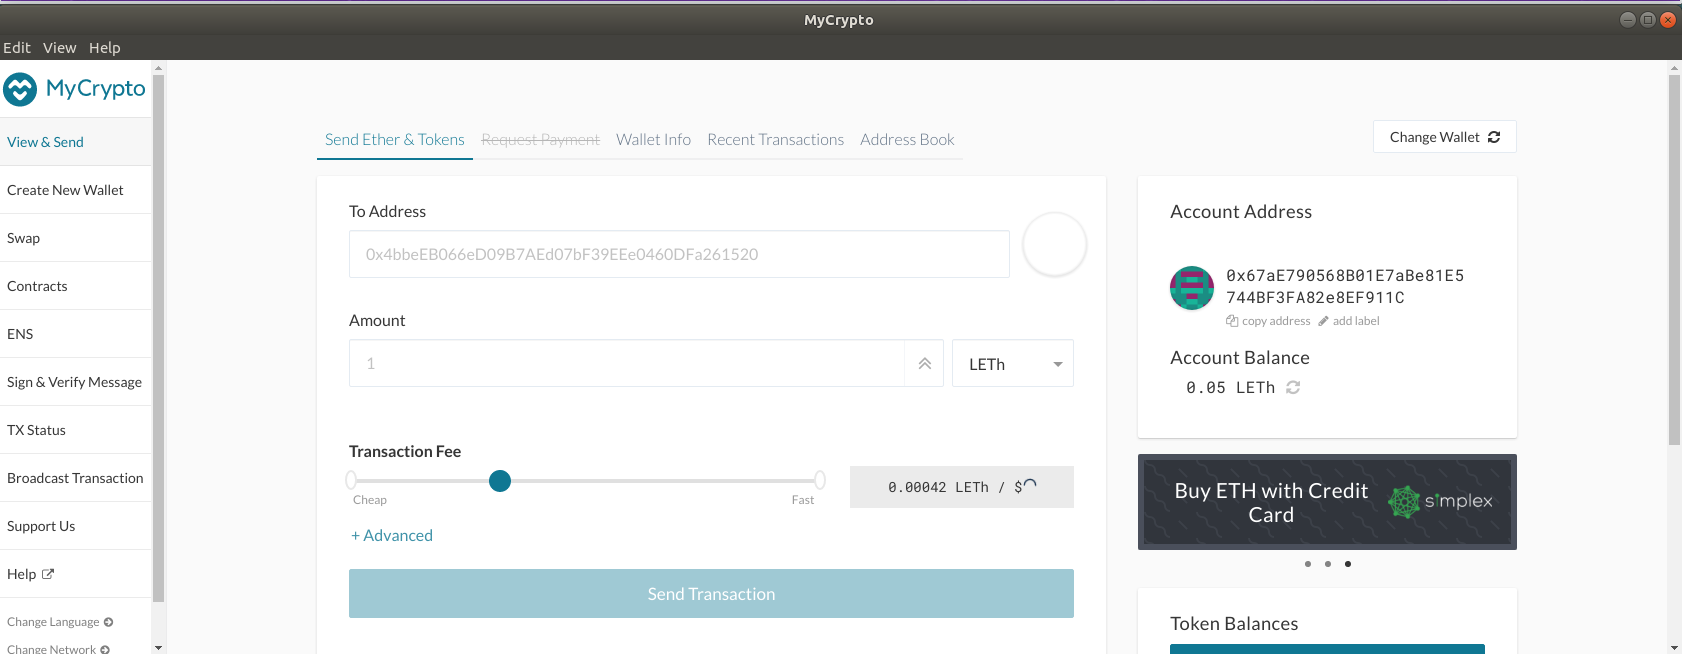 MyCrypto
Edit View Help
MyCrypto
View & Send
Create New Wallet
Swap
Contracts
ENS
Sign & Verify Message
TX Status
Broadcast Transaction
Support Us
Help
Change Language
Change Network
Send Ether & Tokens Request Payment Wallet Info Recent Transactions Address Book
Change Wallet
To Address
0x4bbeEB066eD09B7AEd07bF39EEe0460DFa261520
Amount
1
LETh
Transaction Fee
Cheap Fast
0.00042 LETh / $
+ Advanced
Send Transaction
Account Address
0x67aE790568B01E7aBe81E5
744BF3FA82e8EF911C
copy address add label
Account Balance
0.05 LETh
Buy ETH with Credit
Card
simplex
Token Balances